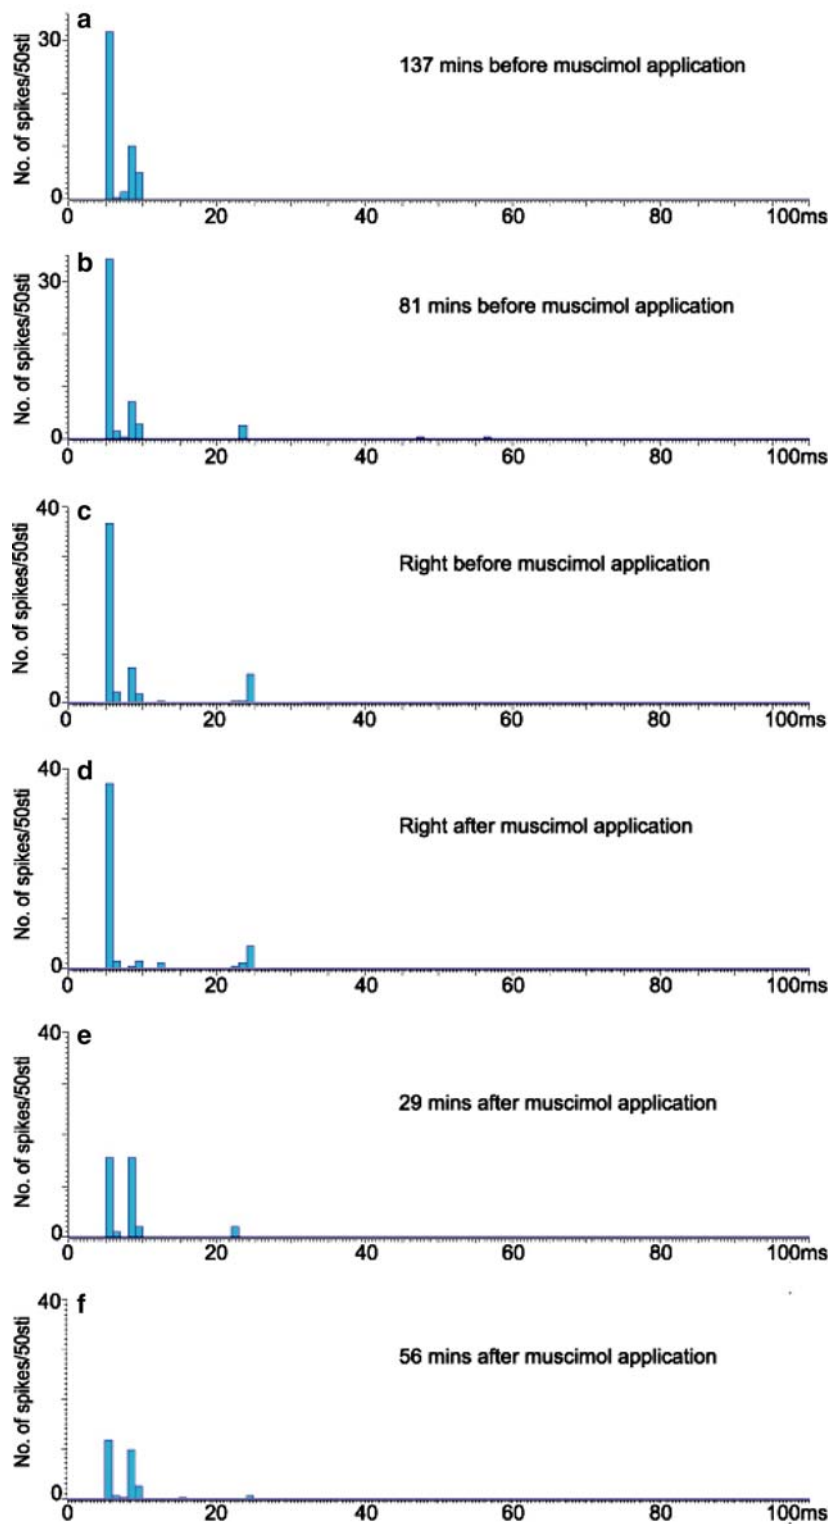 a
No. of spikes/50sti
30
0
137 mins before muscimol application
0 20 40 60 80 100ms
b
No. of spikes/50sti
30
0
81 mins before muscimol application
0 20 40 60 80 100ms
c
No. of spikes/50sti
40
0
Right before muscimol application
0 20 40 60 80 100ms
d
No. of spikes/50sti
40
0
Right after muscimol application
0 20 40 60 80 100ms
e
No. of spikes/50sti
40
0
29 mins after muscimol application
0 20 40 60 80 100ms
f
No. of spikes/50sti
40
0
56 mins after muscimol application
0 20 40 60 80 100ms